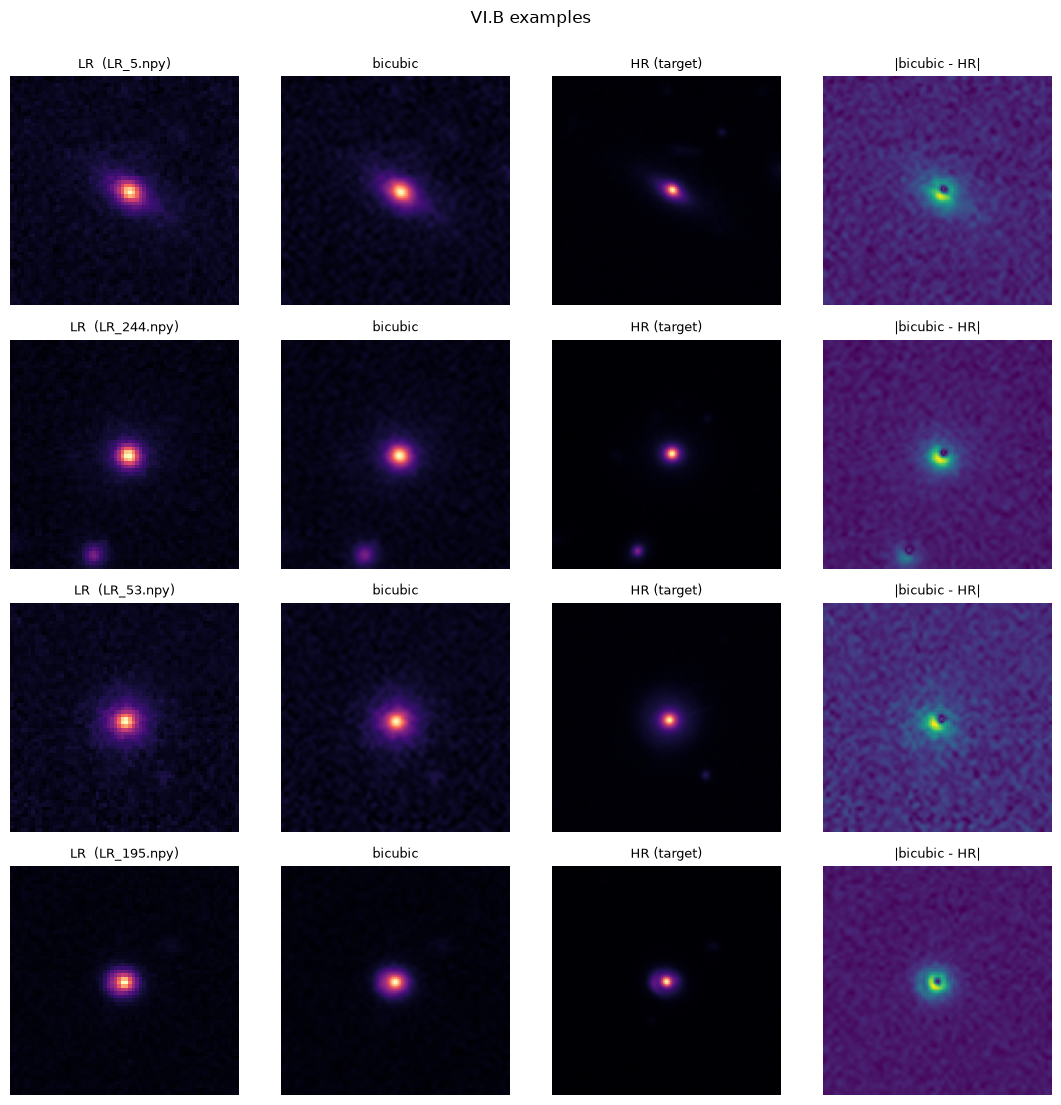 VI.B examples
LR (LR_5.npy)
bicubic
HR (target)
|bicubic - HR|
LR (LR_244.npy)
bicubic
HR (target)
|bicubic - HR|
LR (LR_53.npy)
bicubic
HR (target)
|bicubic - HR|
LR (LR_195.npy)
bicubic
HR (target)
|bicubic - HR|